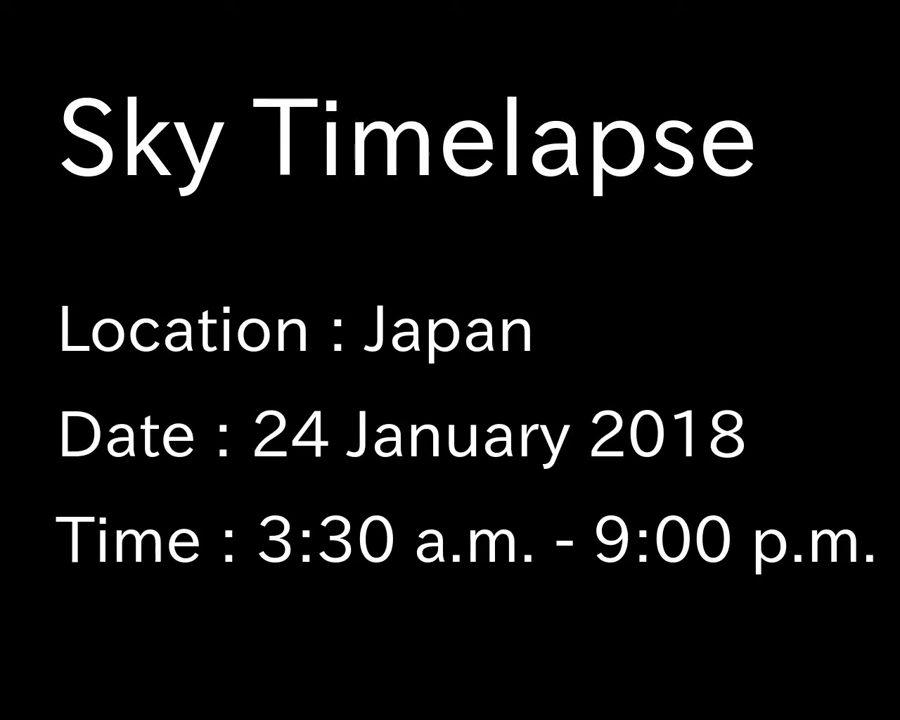 Sky Timelapse
Location : Japan
Date : 24 January 2018
Time : 3:30 a.m. - 9:00 p.m.